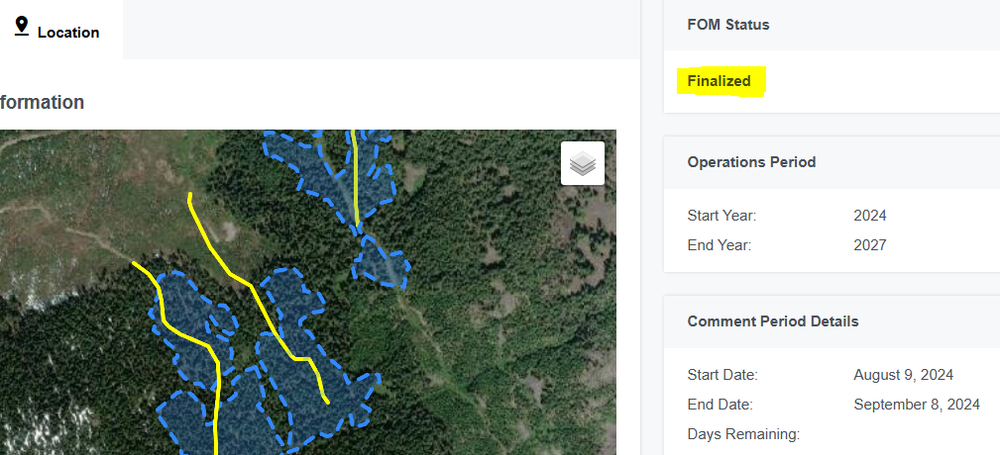 Location
formation
FOM Status
Finalized
Operations Period
Start Year: 2024
End Year: 2027
Comment Period Details
Start Date: August 9, 2024
End Date: September 8, 2024
Days Remaining: